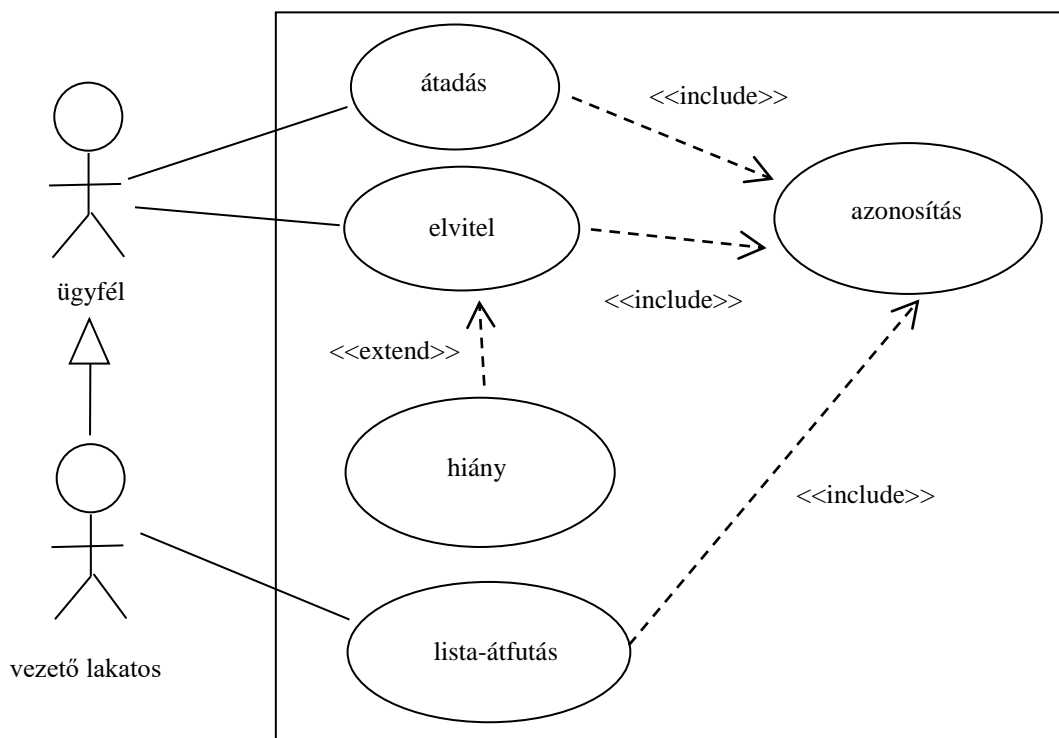 átadás
<<include>>
azonosítás
elvitel
ügyfél
<<include>>
<<extend>>
hiány
<<include>>
lista-átfutás
vezető lakatos